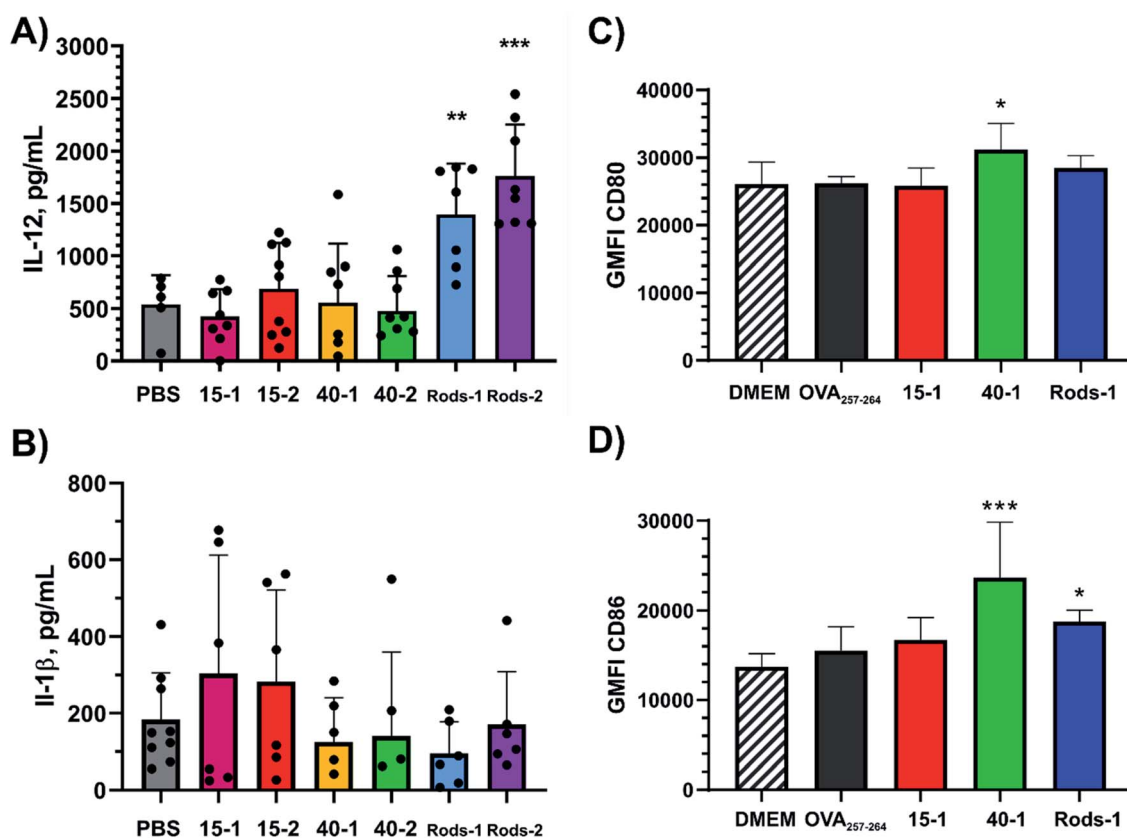 A)
IL-12, pg/mL
3000
2500
2000
1500
1000
500
0
**
***
PBS 15-1 15-2 40-1 40-2 Rods-1 Rods-2
B)
Il-1β, pg/mL
800
600
400
200
0
PBS 15-1 15-2 40-1 40-2 Rods-1 Rods-2
C)
GMFI CD80
40000
30000
20000
10000
0
*
DMEM OVA257-264 15-1 40-1 Rods-1
D)
GMFI CD86
30000
20000
10000
0
***
*
DMEM OVA257-264 15-1 40-1 Rods-1